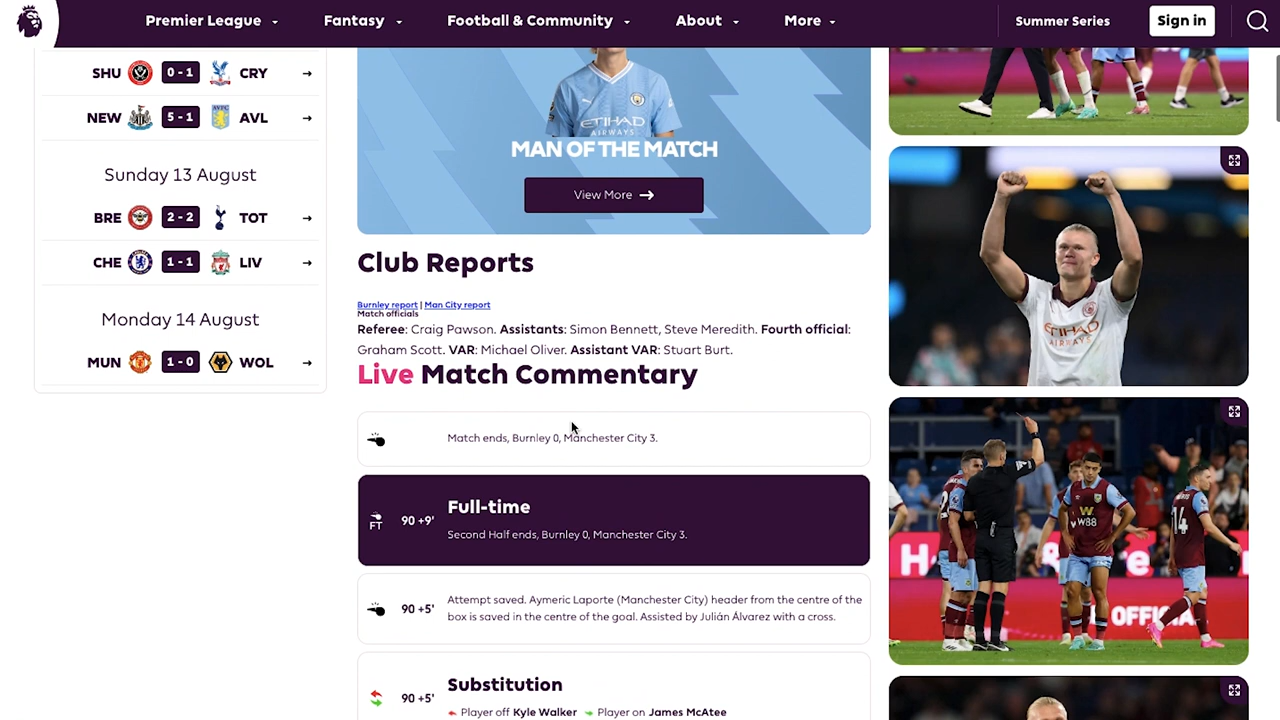 Premier League
Fantasy
Football & Community
About
More
Summer Series
Sign in
SHU 0 - 1 CRY
NEW 5 - 1 AVL
Sunday 13 August
BRE 2 - 2 TOT
CHE 1 - 1 LIV
Monday 14 August
MUN 1 - 0 WOL
ETIHAD
AIRWAYS
MAN OF THE MATCH
View More
Club Reports
Burnley report | Man City report
Match officials
Referee: Craig Pawson. Assistants: Simon Bennett, Steve Meredith. Fourth official:
Graham Scott. VAR: Michael Oliver. Assistant VAR: Stuart Burt.
Live Match Commentary
Match ends, Burnley 0, Manchester City 3.
FT
90 +9'
Full-time
Second Half ends, Burnley 0, Manchester City 3.
90 +5'
Attempt saved. Aymeric Laporte (Manchester City) header from the centre of the
box is saved in the centre of the goal. Assisted by Julián Álvarez with a cross.
90 +5'
Substitution
Player off Kyle Walker Player on James McAtee
ETIHAD
AIRWAYS
W88
14
OFFICIA